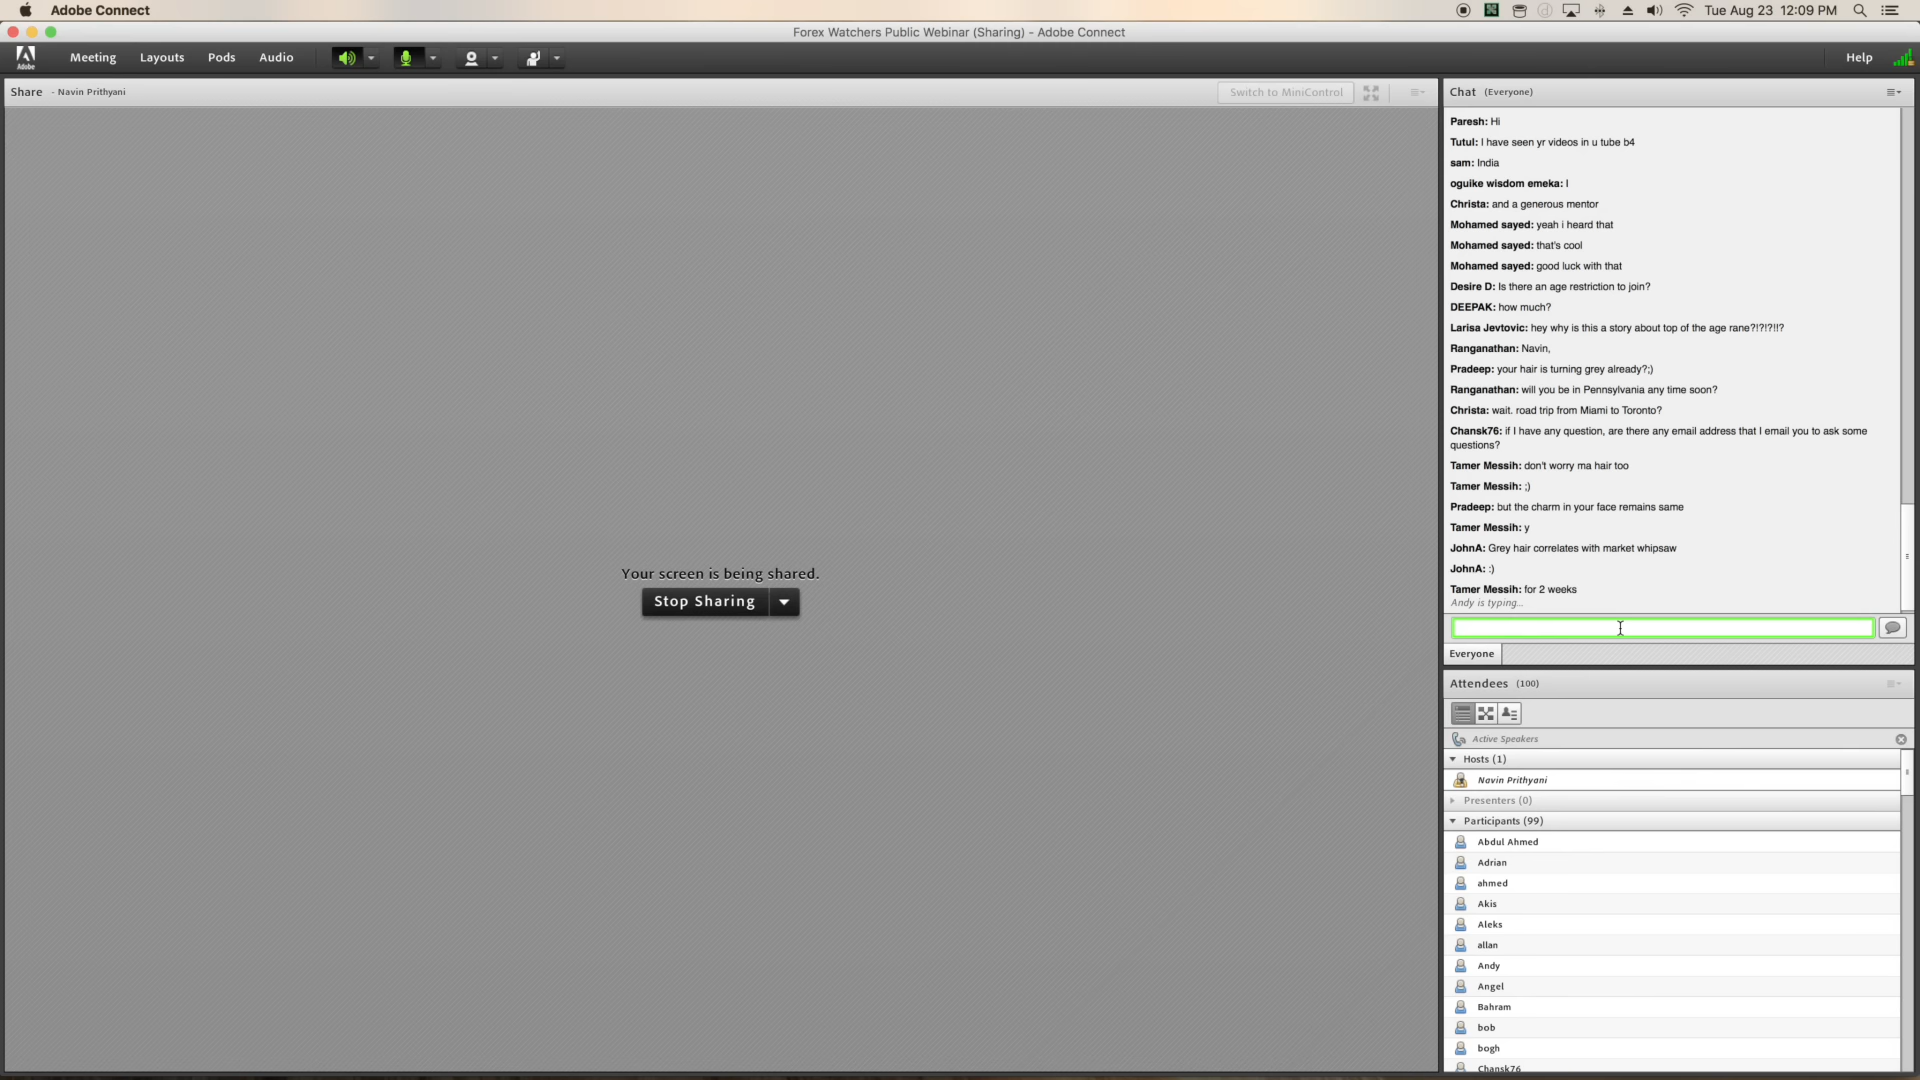 Adobe Connect
Tue Aug 23 12:09 PM
Forex Watchers Public Webinar (Sharing) - Adobe Connect
Adobe
Meeting
Layouts
Pods
Audio
Help
Share - Navin Prithyani
Switch to MiniControl
Your screen is being shared.
Stop Sharing
Chat (Everyone)
Paresh: Hi
Tutul: I have seen yr videos in u tube b4
sam: India
oguike wisdom emeka: I
Christa: and a generous mentor
Mohamed sayed: yeah i heard that
Mohamed sayed: that's cool
Mohamed sayed: good luck with that
Desire D: Is there an age restriction to join?
DEEPAK: how much?
Larisa Jevtovic: hey why is this a story about top of the age rane?!?!?!!?
Ranganathan: Navin,
Pradeep: your hair is turning grey already?;)
Ranganathan: will you be in Pennsylvania any time soon?
Christa: wait. road trip from Miami to Toronto?
Chansk76: if I have any question, are there any email address that I email you to ask some
questions?
Tamer Messih: don't worry ma hair too
Tamer Messih: ;)
Pradeep: but the charm in your face remains same
Tamer Messih: y
JohnA: Grey hair correlates with market whipsaw
JohnA: :)
Tamer Messih: for 2 weeks
Andy is typing...
Everyone
Attendees (100)
Active Speakers
Hosts (1)
Navin Prithyani
Presenters (0)
Participants (99)
Abdul Ahmed
Adrian
ahmed
Akis
Aleks
allan
Andy
Angel
Bahram
bob
bogh
Chansk76